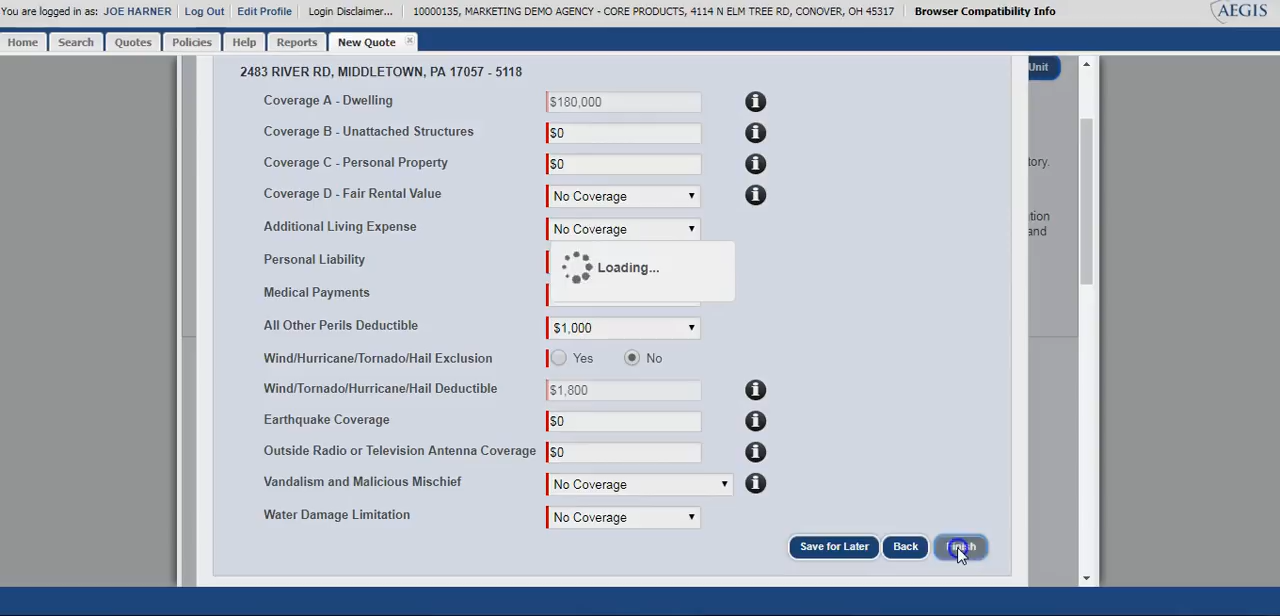 You are logged in as: JOE HARNER Log Out Edit Profile Login Disclaimer... 10000135, MARKETING DEMO AGENCY - CORE PRODUCTS, 4114 N ELM TREE RD, CONOVER, OH 45317 Browser Compatibility Info AEGIS
Home Search Quotes Policies Help Reports New Quote
Unit
2483 RIVER RD, MIDDLETOWN, PA 17057 - 5118
Coverage A - Dwelling $180,000
Coverage B - Unattached Structures $0
Coverage C - Personal Property $0
tory.
Coverage D - Fair Rental Value No Coverage
ation
Additional Living Expense No Coverage
and
Personal Liability
Loading...
Medical Payments
All Other Perils Deductible $1,000
Wind/Hurricane/Tornado/Hail Exclusion Yes No
Wind/Tornado/Hurricane/Hail Deductible $1,800
Earthquake Coverage $0
Outside Radio or Television Antenna Coverage $0
Vandalism and Malicious Mischief No Coverage
Water Damage Limitation No Coverage
Save for Later Back Finish